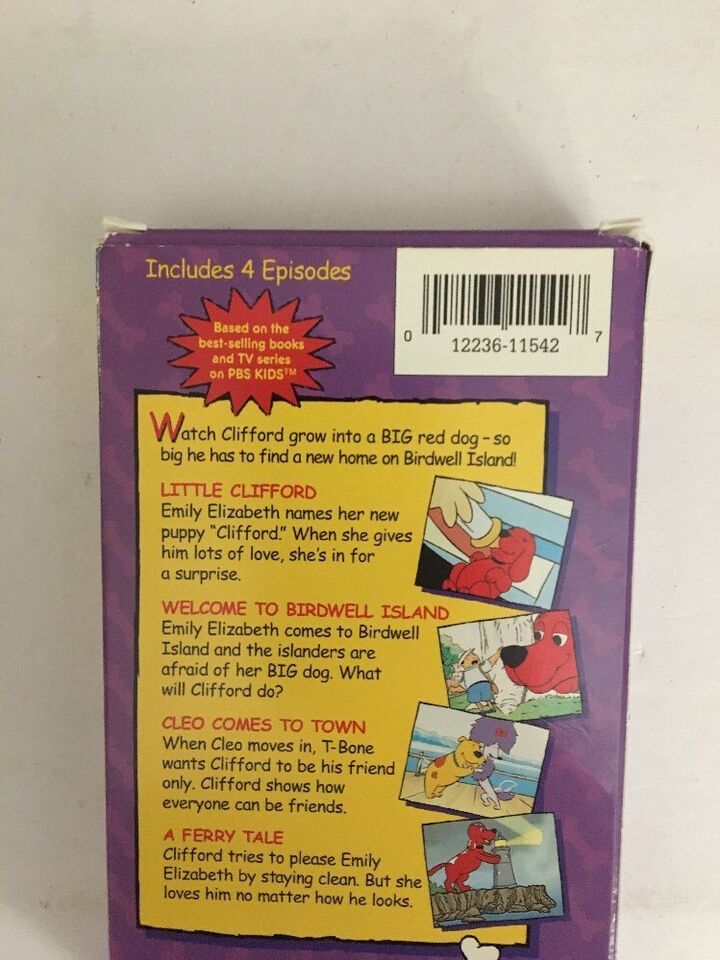 Includes 4 Episodes
Based on the
best-selling books
and TV series
on PBS KIDS™
0 12236-11542 7
Watch Clifford grow into a BIG red dog – so
big he has to find a new home on Birdwell Island!
LITTLE CLIFFORD
Emily Elizabeth names her new
puppy "Clifford." When she gives
him lots of love, she's in for
a surprise.
WELCOME TO BIRDWELL ISLAND
Emily Elizabeth comes to Birdwell
Island and the islanders are
afraid of her BIG dog. What
will Clifford do?
CLEO COMES TO TOWN
When Cleo moves in, T-Bone
wants Clifford to be his friend
only. Clifford shows how
everyone can be friends.
A FERRY TALE
Clifford tries to please Emily
Elizabeth by staying clean. But she
loves him no matter how he looks.